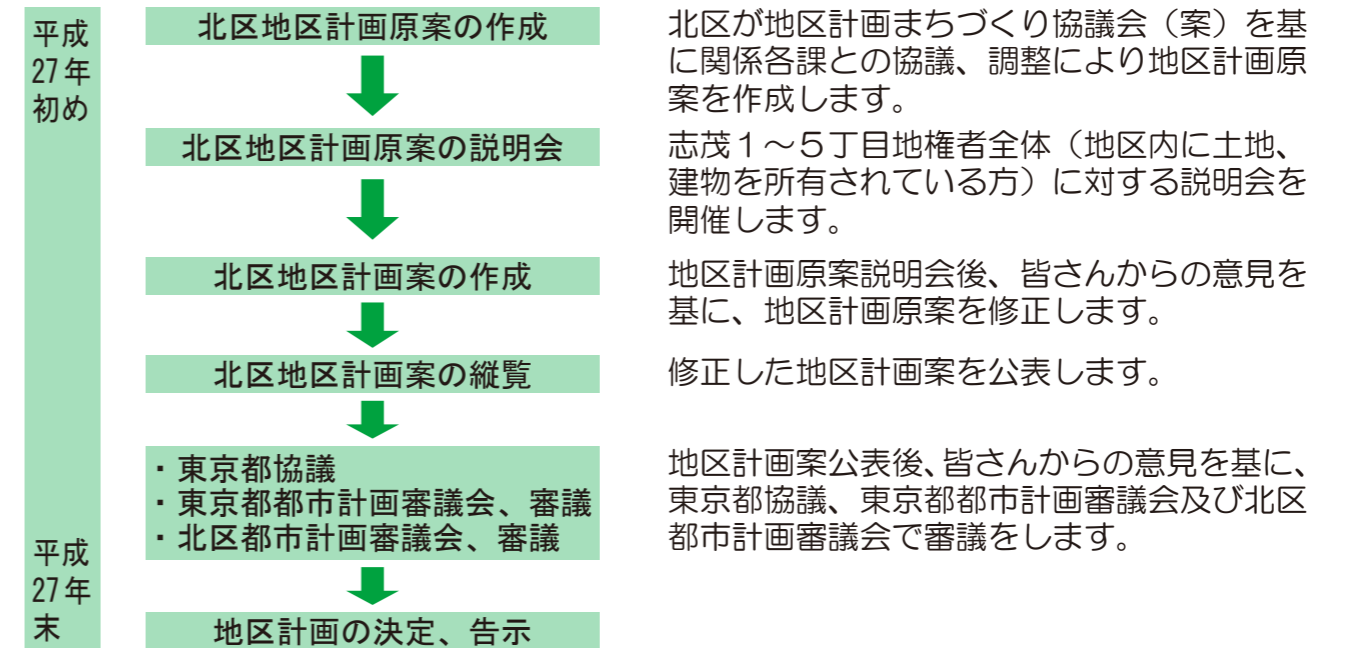 平成
27年
初め
北区地区計画原案の作成
北区が地区計画まちづくり協議会（案）を基
に関係各課との協議、調整により地区計画原
案を作成します。
北区地区計画原案の説明会
志茂１～５丁目地権者全体（地区内に土地、
建物を所有されている方）に対する説明会を
開催します。
北区地区計画案の作成
地区計画原案説明会後、皆さんからの意見を
基に、地区計画原案を修正します。
北区地区計画案の縦覧
修正した地区計画案を公表します。
・東京都協議
・東京都都市計画審議会、審議
・北区都市計画審議会、審議
地区計画案公表後、皆さんからの意見を基に、
東京都協議、東京都都市計画審議会及び北区
都市計画審議会で審議をします。
平成
27年
末
地区計画の決定、告示